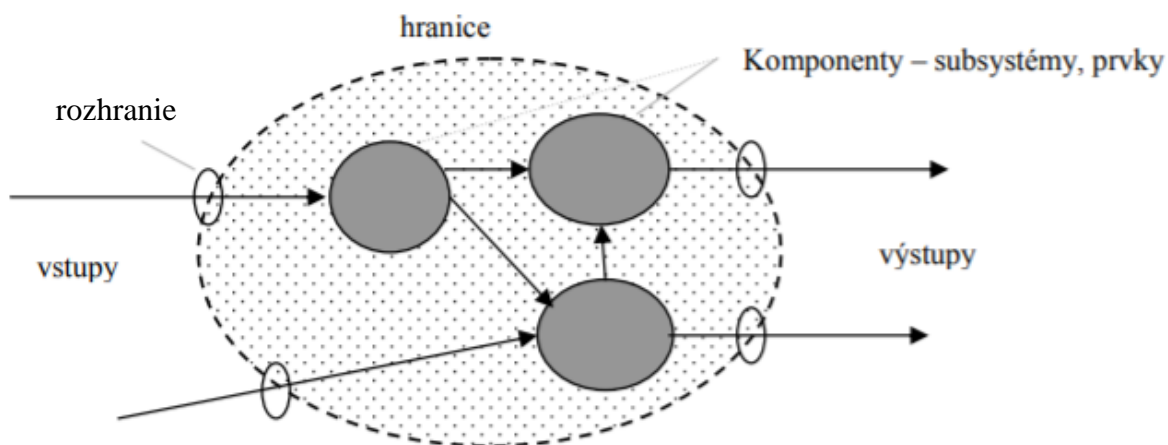 hranice
Komponenty – subsystémy, prvky
rozhranie
vstupy
výstupy